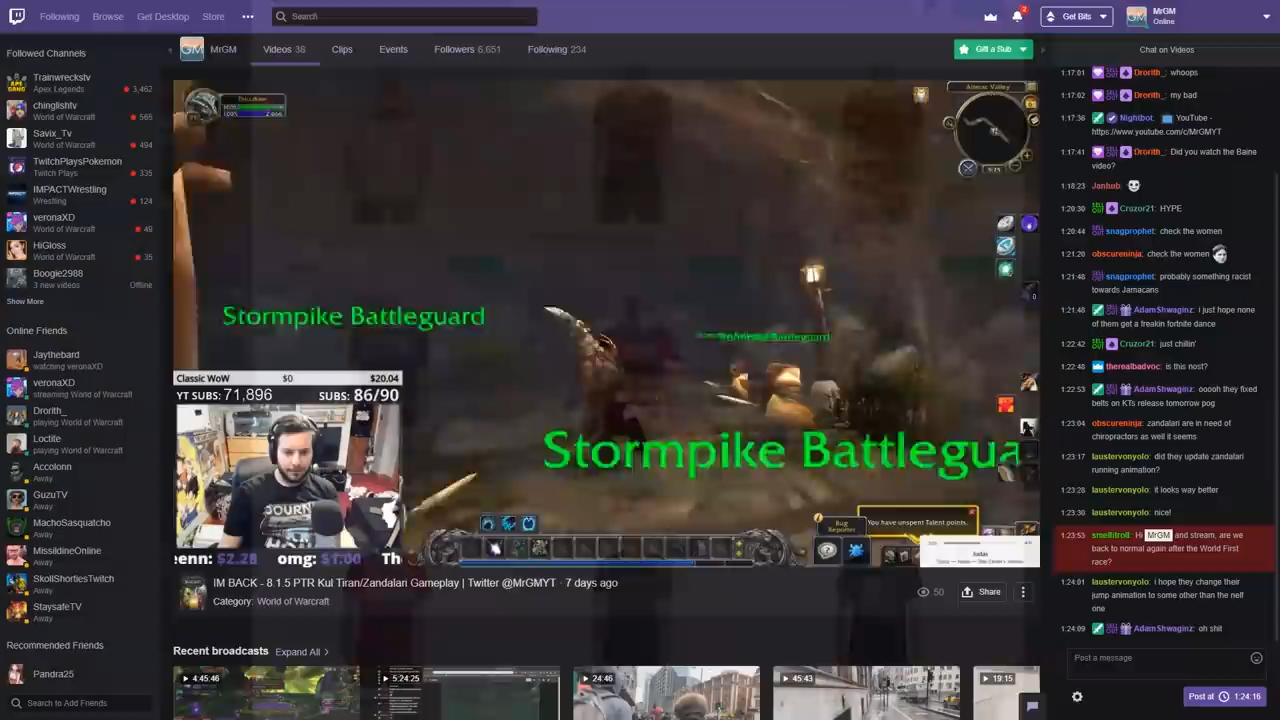 Following
Browse
Get Desktop
Store
Search
2
Get Bits
MrGM
Online
Followed Channels
Trainwreckstv
Apex Legends
3,462
chinglishtv
World of Warcraft
565
Savix_Tv
World of Warcraft
494
TwitchPlaysPokemon
Twitch Plays
335
IMPACTWrestling
Wrestling
124
veronaXD
World of Warcraft
49
HiGloss
World of Warcraft
35
Boogie2988
3 new videos
Offline
Show More
Online Friends
Jaythebard
watching veronaXD
veronaXD
streaming World of Warcraft
Drorith_
playing World of Warcraft
Loctite
playing World of Warcraft
Accolonn
Away
GuzuTV
Away
MachoSasquatcho
Away
MissildineOnline
Away
SkollShortiesTwitch
Away
StaysafeTV
Away
Recommended Friends
Pandra25
Search to Add Friends
GM
MrGM
Videos 38
Clips
Events
Followers 6,651
Following 234
Gift a Sub
Alterac Valley
Stormpike Battleguard
Stormpike Battlegua
Classic WoW
$0
$20.04
YT SUBS: 71,896
SUBS: 86/90
eenn: $2.28
Bug
Reporter
You have unspent Talent points.
Judas
IM BACK - 8 1.5 PTR Kul Tiran/Zandalari Gameplay | Twitter @MrGMYT · 7 days ago
Category: World of Warcraft
50
Share
Recent broadcasts
Expand All
4:45:46
5:24:25
24:46
45:43
19:15
Chat on Videos
1:17:01 Drorith_: whoops
1:17:02 Drorith_: my bad
1:17:36 Nightbot: YouTube -
https://www.youtube.com/c/MrGMYT
1:17:41 Drorith_: Did you watch the Baine
video?
1:18:23 Janhub:
1:20:30 Cruzor21: HYPE
1:20:44 snagprophet: check the women
1:21:20 obscureninja: check the women
1:21:48 snagprophet: probably something racist
towards Jamacans
1:21:48 AdamShwaginz: i just hope none
of them get a freakin fortnite dance
1:22:42 Cruzor21: just chillin'
1:22:48 therealbadvoc: is this nost?
1:22:53 AdamShwaginz: ooooh they fixed
belts on KTs release tomorrow pog
1:23:04 obscureninja: zandalari are in need of
chiropractors as well it seems
1:23:17 laustervonyolo: did they update zandalari
running animation?
1:23:28 laustervonyolo: it looks way better
1:23:30 laustervonyolo: nice!
1:23:53 smellitroll: Hi MrGM and stream, are we
back to normal again after the World First
race?
1:24:01 laustervonyolo: i hope they change their
jump animation to some other than the nelf
one
1:24:09 AdamShwaginz: oh shit
Post a message
Post at 1:24:16